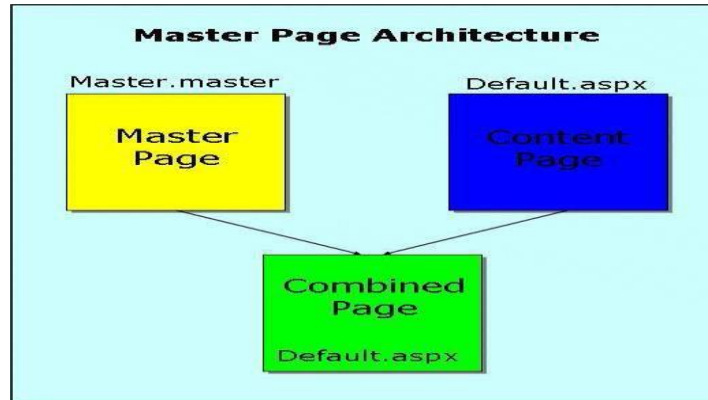 Master Page Architecture
Master.master
Default.aspx
Master
Page
Content
Page
Combined
Page
Default.aspx